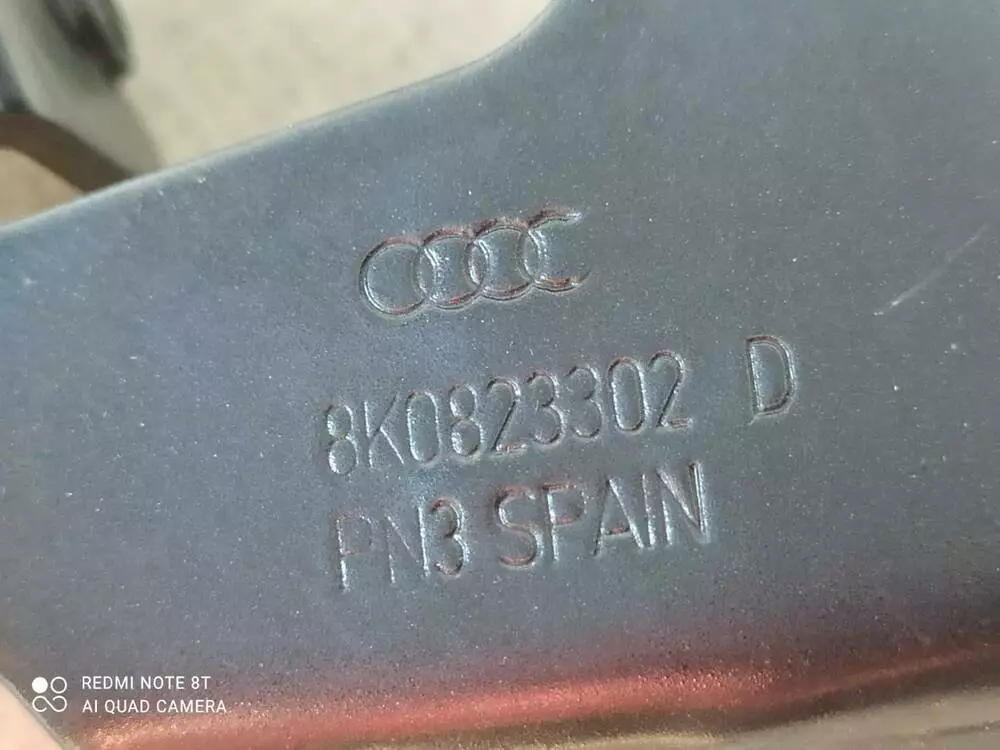 8K0823302 D
PN3 SPAIN
REDMI NOTE 8T
AI QUAD CAMERA